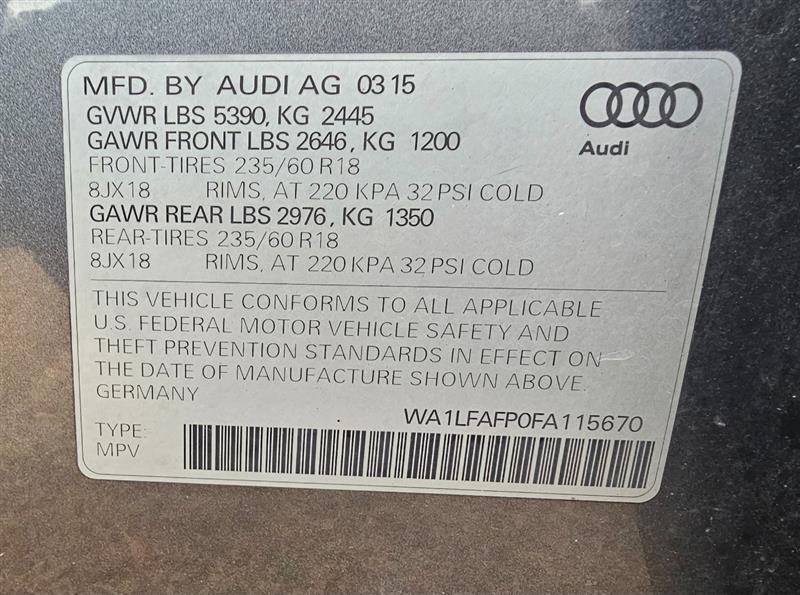 MFD. BY AUDI AG 03 15
GVWR LBS 5390, KG 2445
GAWR FRONT LBS 2646, KG 1200
FRONT-TIRES 235/60 R18
8JX18 RIMS, AT 220 KPA 32 PSI COLD
GAWR REAR LBS 2976, KG 1350
REAR-TIRES 235/60 R18
8JX18 RIMS, AT 220 KPA 32 PSI COLD
Audi
THIS VEHICLE CONFORMS TO ALL APPLICABLE
U.S. FEDERAL MOTOR VEHICLE SAFETY AND
THEFT PREVENTION STANDARDS IN EFFECT ON
THE DATE OF MANUFACTURE SHOWN ABOVE.
GERMANY
WA1LFAFP0FA115670
TYPE:
MPV